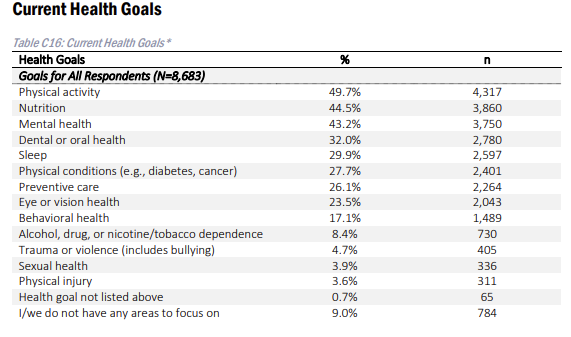 Current Health Goals
Table C16: Current Health Goals*
Health Goals % n
Goals for All Respondents (N=8,683)
Physical activity 49.7% 4,317
Nutrition 44.5% 3,860
Mental health 43.2% 3,750
Dental or oral health 32.0% 2,780
Sleep 29.9% 2,597
Physical conditions (e.g., diabetes, cancer) 27.7% 2,401
Preventive care 26.1% 2,264
Eye or vision health 23.5% 2,043
Behavioral health 17.1% 1,489
Alcohol, drug, or nicotine/tobacco dependence 8.4% 730
Trauma or violence (includes bullying) 4.7% 405
Sexual health 3.9% 336
Physical injury 3.6% 311
Health goal not listed above 0.7% 65
I/we do not have any areas to focus on 9.0% 784